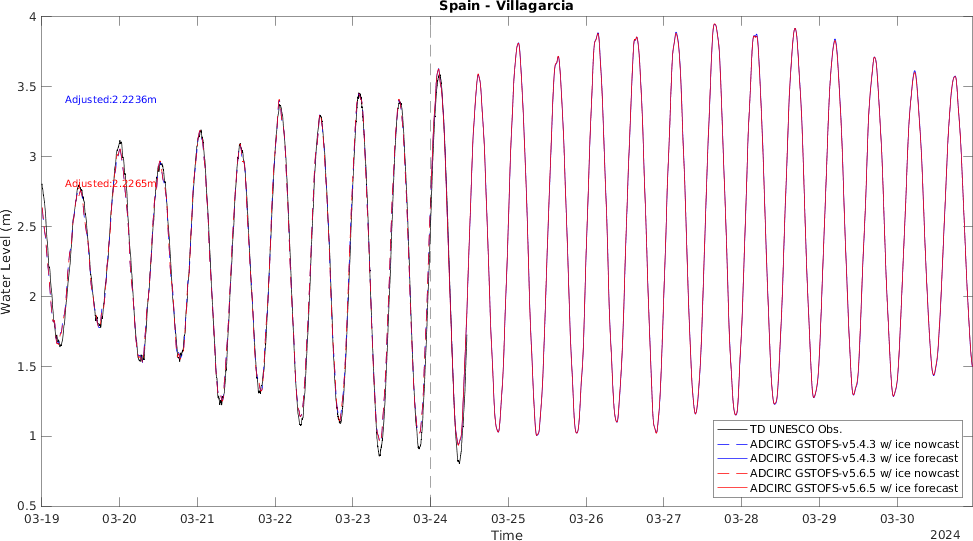 Spain - Villagarcia
4
3.5
3
2.5
2
1.5
1
0.5
Water Level (m)
Adjusted:2.2236m
Adjusted:2.2265m
TD UNESCO Obs.
ADCIRC GSTOFS-v5.4.3 w/ ice nowcast
ADCIRC GSTOFS-v5.4.3 w/ ice forecast
ADCIRC GSTOFS-v5.6.5 w/ ice nowcast
ADCIRC GSTOFS-v5.6.5 w/ ice forecast
03-19 03-20 03-21 03-22 03-23 03-24 03-25 03-26 03-27 03-28 03-29 03-30
Time
2024